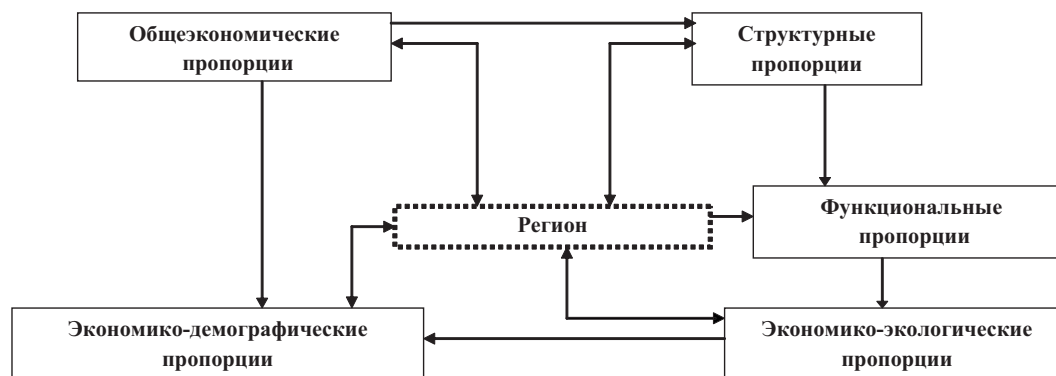 Общеэкономические
пропорции
Структурные
пропорции
Регион
Функциональные
пропорции
Экономико-демографические
пропорции
Экономико-экологические
пропорции